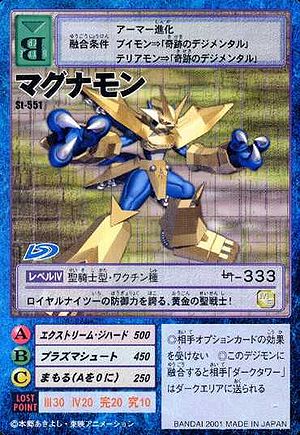 アーマー進化
融合条件 ブイモン⇒「奇跡のデジメンタル」
テリアモン⇒「奇跡のデジメンタル」
B
マグナモン
St-551
レベルIV 聖騎士型・ワクチン種
ロイヤルナイツ一の防御力を誇る、黄金の聖戦士!
A エクストリーム・ジハード 500
B プラズマシュート 450
C まもる(Aを0に) 250
◎相手オプションカードの効果
を受けない ◎このデジモンに
融合すると相手「ダークタワー」
はダークエリアに送られる
LOST POINT III30 IV20 完20 究10
©本郷あきよし・東映アニメーション
BANDAI 2001 MADE IN JAPAN